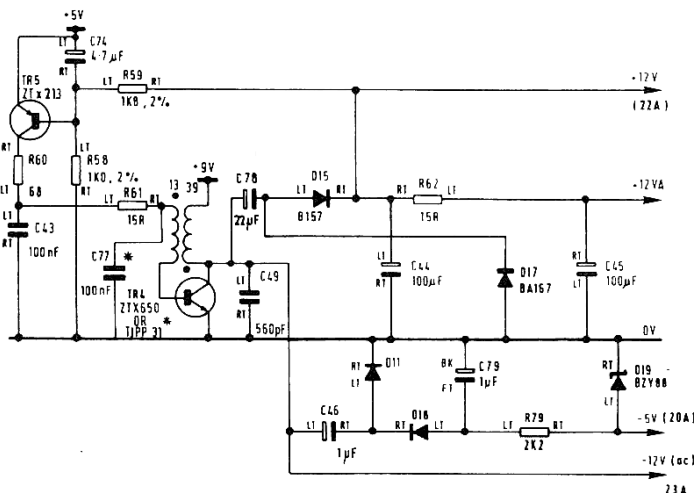 +5V
LT C74
4·7µF
RT
TR5
ZTX213
LT R59 RT
1K8, 2%
+12V
(22A)
RT R60
LT 68
LT R58
1K0, 2%
RT
LT R61 RT
15R
13 39
+9V
C78
22µF
LT D15 RT
B157
RT R62 LT
15R
+12VA
LT C43
RT 100nF
C77 *
100nF
TR4
ZTX650
OR *
TIPP 31
LT C49
RT
560pF
LT C44
RT 100µF
D17
BA157
C45
LT 100µF
RT
0V
RT D11
LT
BK C79
1µF
FT
RT D19
BZY88
LT
C46
LT RT
1µF
D18
RT LT
R79
LT RT
2K2
-5V (20A)
-12V (ac)
23A